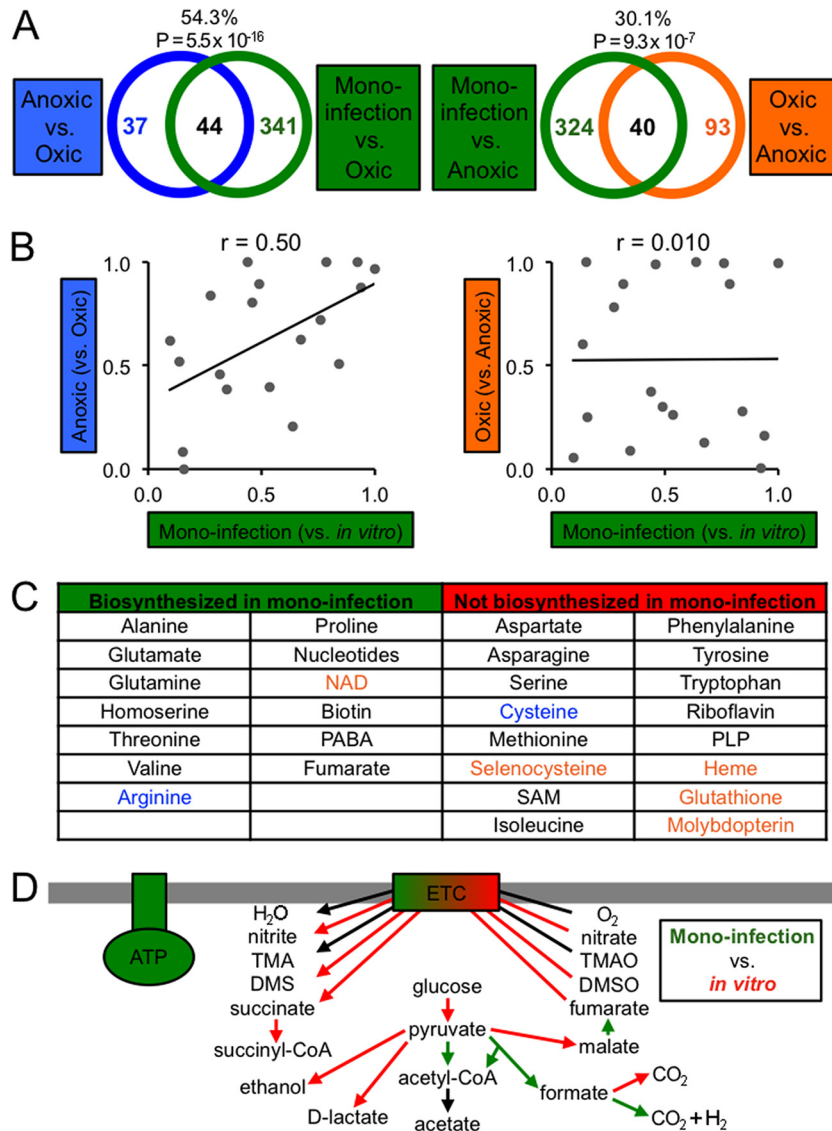 A
54.3%
P = 5.5 x 10-16
30.1%
P = 9.3 x 10-7
Anoxic
vs.
Oxic
37
44
341
Mono-
infection
vs.
Oxic
Mono-
infection
vs.
Anoxic
324
40
93
Oxic
vs.
Anoxic
B
r = 0.50
Anoxic (vs. Oxic)
1.0
0.5
0.0
0.0 0.5 1.0
Mono-infection (vs. in vitro)
r = 0.010
Oxic (vs. Anoxic)
1.0
0.5
0.0
0.0 0.5 1.0
Mono-infection (vs. in vitro)
C
Biosynthesized in mono-infection Not biosynthesized in mono-infection
Alanine Proline Aspartate Phenylalanine
Glutamate Nucleotides Asparagine Tyrosine
Glutamine NAD Serine Tryptophan
Homoserine Biotin Cysteine Riboflavin
Threonine PABA Methionine PLP
Valine Fumarate Selenocysteine Heme
Arginine SAM Glutathione
Isoleucine Molybdopterin
D
ATP
ETC
H2O
nitrite
TMA
DMS
succinate
succinyl-CoA
O2
nitrate
TMAO
DMSO
fumarate
malate
glucose
pyruvate
acetyl-CoA
acetate
ethanol
D-lactate
formate
CO2
CO2 + H2
Mono-infection
vs.
in vitro